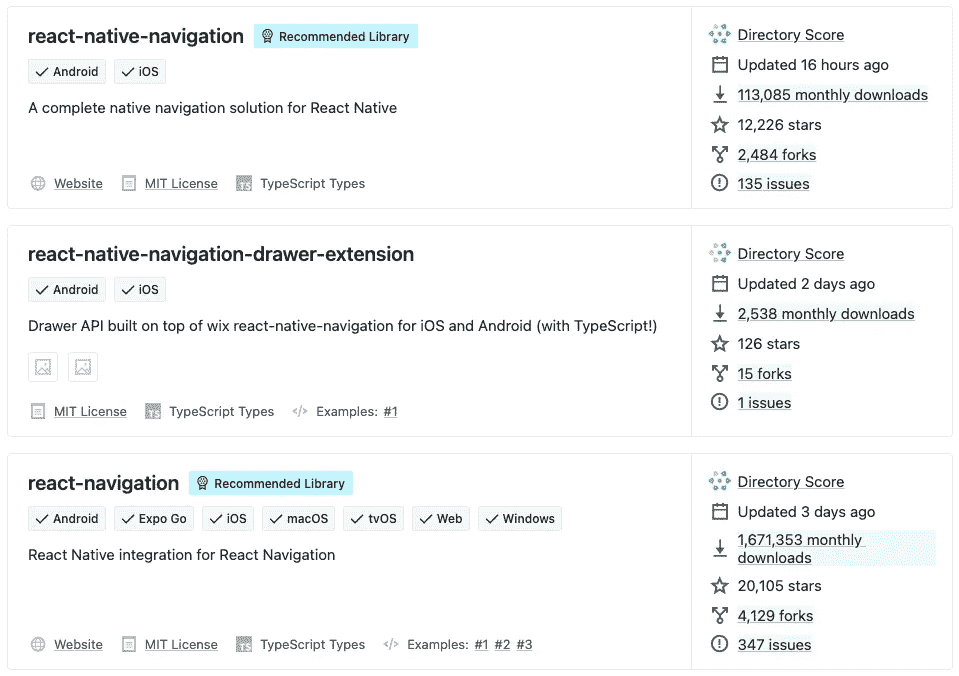 react-native-navigation Recommended Library
Android iOS
A complete native navigation solution for React Native
Website MIT License TS TypeScript Types
Directory Score
Updated 16 hours ago
113,085 monthly downloads
12,226 stars
2,484 forks
135 issues
react-native-navigation-drawer-extension
Android iOS
Drawer API built on top of wix react-native-navigation for iOS and Android (with TypeScript!)
MIT License TS TypeScript Types Examples: #1
Directory Score
Updated 2 days ago
2,538 monthly downloads
126 stars
15 forks
1 issues
react-navigation Recommended Library
Android Expo Go iOS macOS tvOS Web Windows
React Native integration for React Navigation
Website MIT License TS TypeScript Types Examples: #1 #2 #3
Directory Score
Updated 3 days ago
1,671,353 monthly
downloads
20,105 stars
4,129 forks
347 issues